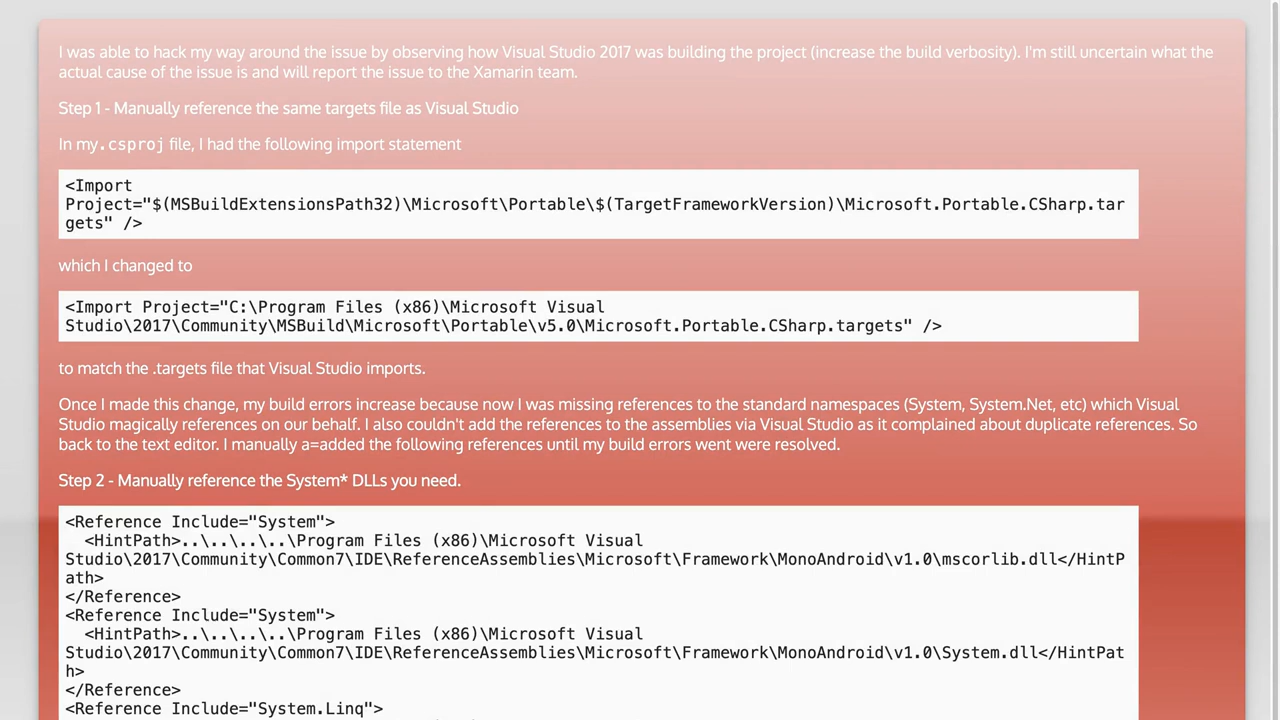 I was able to hack my way around the issue by observing how Visual Studio 2017 was building the project (increase the build verbosity). I'm still uncertain what the
actual cause of the issue is and will report the issue to the Xamarin team.
Step 1 - Manually reference the same targets file as Visual Studio
In my .csproj file, I had the following import statement
<Import
Project="$(MSBuildExtensionsPath32)\Microsoft\Portable\$(TargetFrameworkVersion)\Microsoft.Portable.CSharp.tar
gets" />
which I changed to
<Import Project="C:\Program Files (x86)\Microsoft Visual
Studio\2017\Community\MSBuild\Microsoft\Portable\v5.0\Microsoft.Portable.CSharp.targets" />
to match the .targets file that Visual Studio imports.
Once I made this change, my build errors increase because now I was missing references to the standard namespaces (System, System.Net, etc) which Visual
Studio magically references on our behalf. I also couldn't add the references to the assemblies via Visual Studio as it complained about duplicate references. So
back to the text editor. I manually a=added the following references until my build errors went were resolved.
Step 2 - Manually reference the System* DLLs you need.
<Reference Include="System">
<HintPath>..\..\..\..\Program Files (x86)\Microsoft Visual
Studio\2017\Community\Common7\IDE\ReferenceAssemblies\Microsoft\Framework\MonoAndroid\v1.0\mscorlib.dll</HintP
ath>
</Reference>
<Reference Include="System">
<HintPath>..\..\..\..\Program Files (x86)\Microsoft Visual
Studio\2017\Community\Common7\IDE\ReferenceAssemblies\Microsoft\Framework\MonoAndroid\v1.0\System.dll</HintPat
h>
</Reference>
<Reference Include="System.Linq">